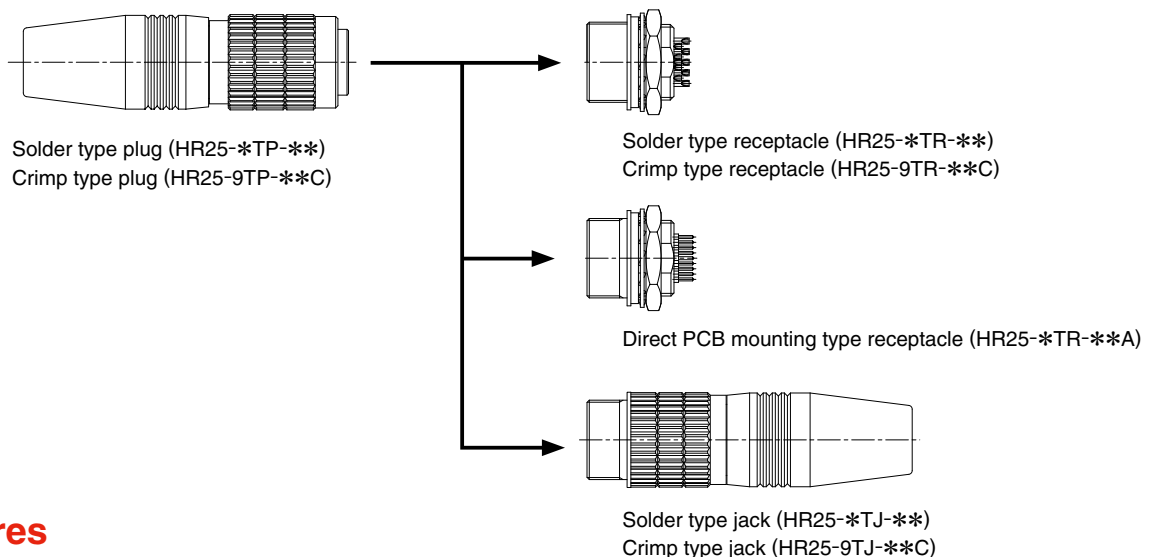 Solder type plug (HR25-*TP-**)
Crimp type plug (HR25-9TP-**C)
Solder type receptacle (HR25-*TR-**)
Crimp type receptacle (HR25-9TR-**C)
Direct PCB mounting type receptacle (HR25-*TR-**A)
Solder type jack (HR25-*TJ-**)
Crimp type jack (HR25-9TJ-**C)
res